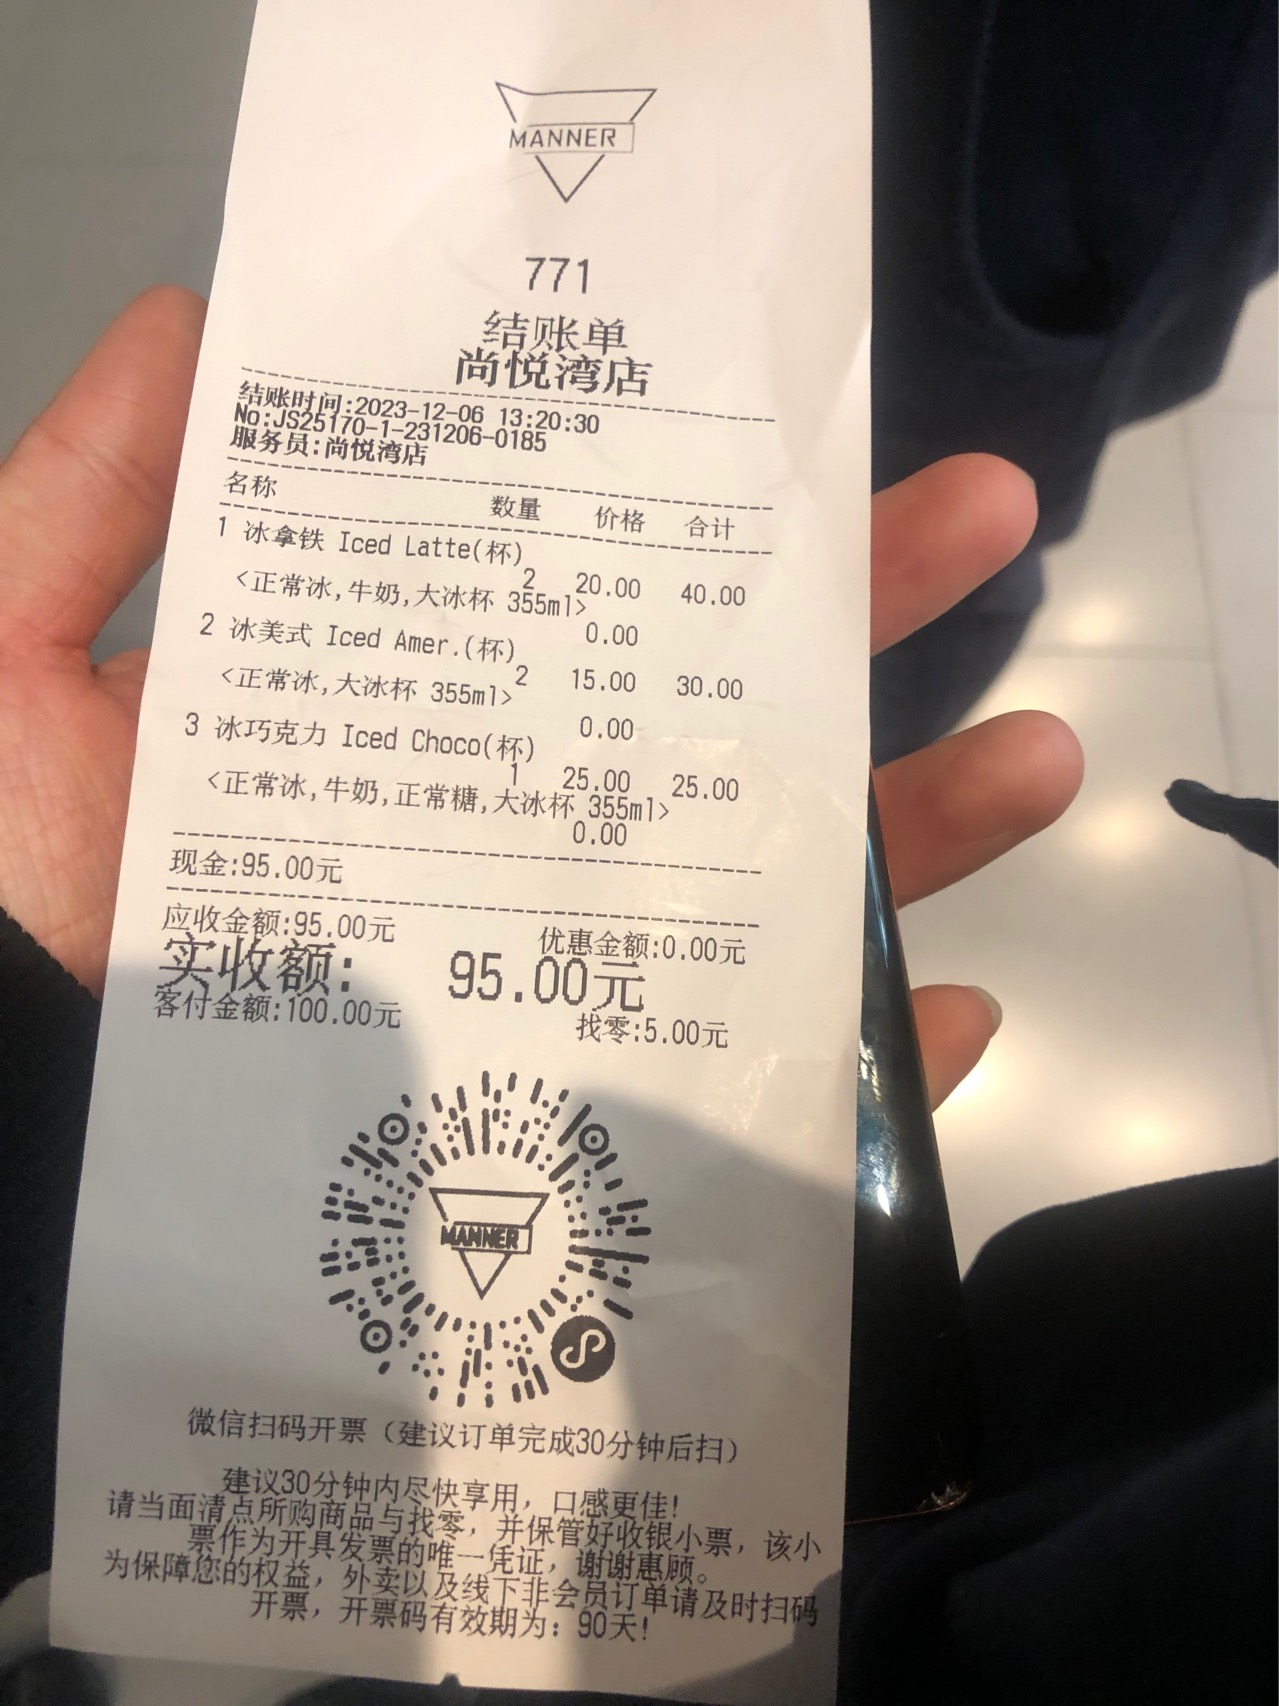 MANNER
771
结账单
尚悦湾店
结账时间:2023-12-06 13:20:30
No:JS25170-1-231206-0185
服务员:尚悦湾店
名称 数量 价格 合计
1 冰拿铁 Iced Latte(杯)
2 20.00 40.00
<正常冰,牛奶,大冰杯 355ml>
0.00
2 冰美式 Iced Amer.(杯)
2 15.00 30.00
<正常冰,大冰杯 355ml>
0.00
3 冰巧克力 Iced Choco(杯)
1 25.00 25.00
<正常冰,牛奶,正常糖,大冰杯 355ml>
0.00
现金:95.00元
应收金额:95.00元 优惠金额:0.00元
实收额: 95.00元
客付金额:100.00元 找零:5.00元
MANNER
微信扫码开票（建议订单完成30分钟后扫）
建议30分钟内尽快享用，口感更佳!
请当面清点所购商品与找零，并保管好收银小票，该小
票作为开具发票的唯一凭证，谢谢惠顾。
为保障您的权益，外卖以及线下非会员订单请及时扫码
开票，开票码有效期为：90天!